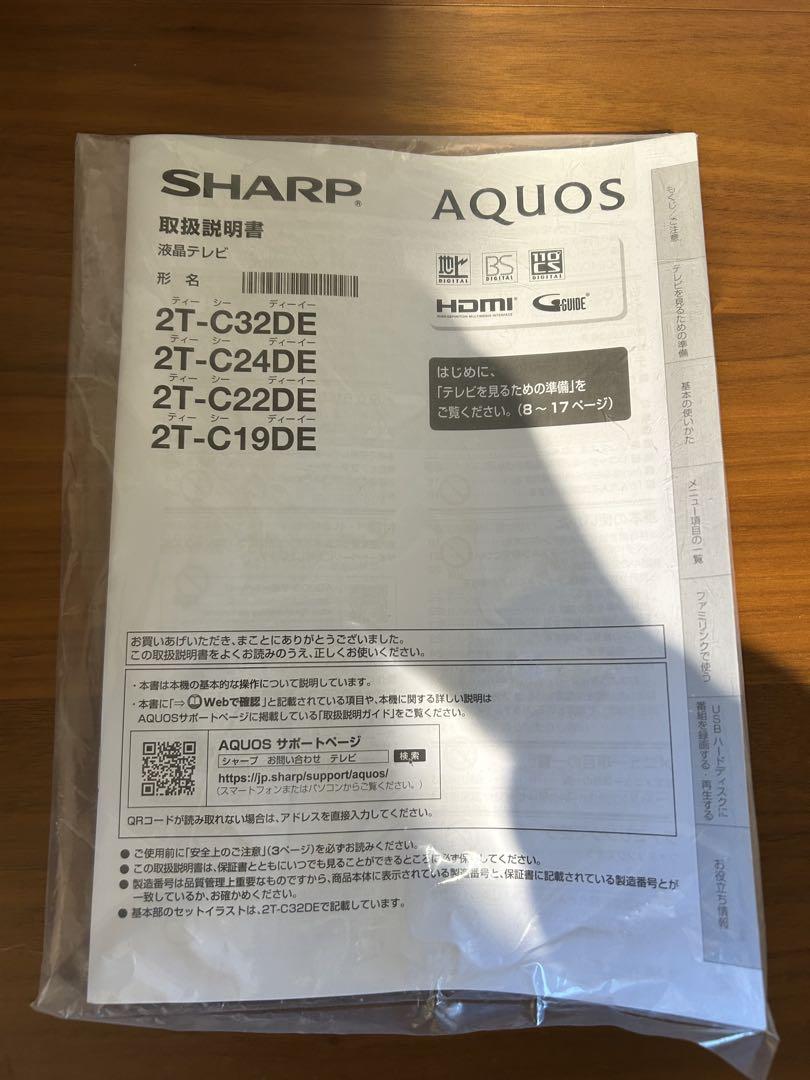 SHARP®
AQUOS
取扱説明書
液晶テレビ
形 名
ティー シー ディーイー
2T-C32DE
ティー シー ディーイー
2T-C24DE
ティー シー ディーイー
2T-C22DE
ティー シー ディーイー
2T-C19DE
地上 BS 110 CS
DIGITAL DIGITAL DIGITAL
HDMI® G-GUIDE®
HIGH-DEFINITION MULTIMEDIA INTERFACE
はじめに、
「テレビを見るための準備」を
ご覧ください。(8〜17ページ)
お買いあげいただき、まことにありがとうございました。
この取扱説明書をよくお読みのうえ、正しくお使いください。
・本書は本機の基本的な操作について説明しています。
・本書に「⇒Webで確認」と記載されている項目や、本機に関する詳しい説明は
AQUOSサポートページに掲載している「取扱説明ガイド」をご覧ください。
AQUOS サポートページ
シャープ お問い合わせ テレビ 検索
https://jp.sharp/support/aquos/
(スマートフォンまたはパソコンからご覧ください。)
QRコードが読み取れない場合は、アドレスを直接入力してください。
● ご使用前に「安全上のご注意」(3ページ)を必ずお読みください。
● この取扱説明書は、保証書とともにいつでも見ることができるところに必ず保存してください。
● 製造番号は品質管理上重要なものですから、商品本体に表示されている製造番号と、保証書に記載されている製造番号とが
一致しているか、お確かめください。
● 基本部のセットイラストは、2T-C32DEで記載しています。
もくじ/ご注意
テレビを見るための準備
基本の使いかた
メニュー項目の一覧
ファミリンクで使う
USBハードディスクに
番組を録画する・再生する
お役立ち情報